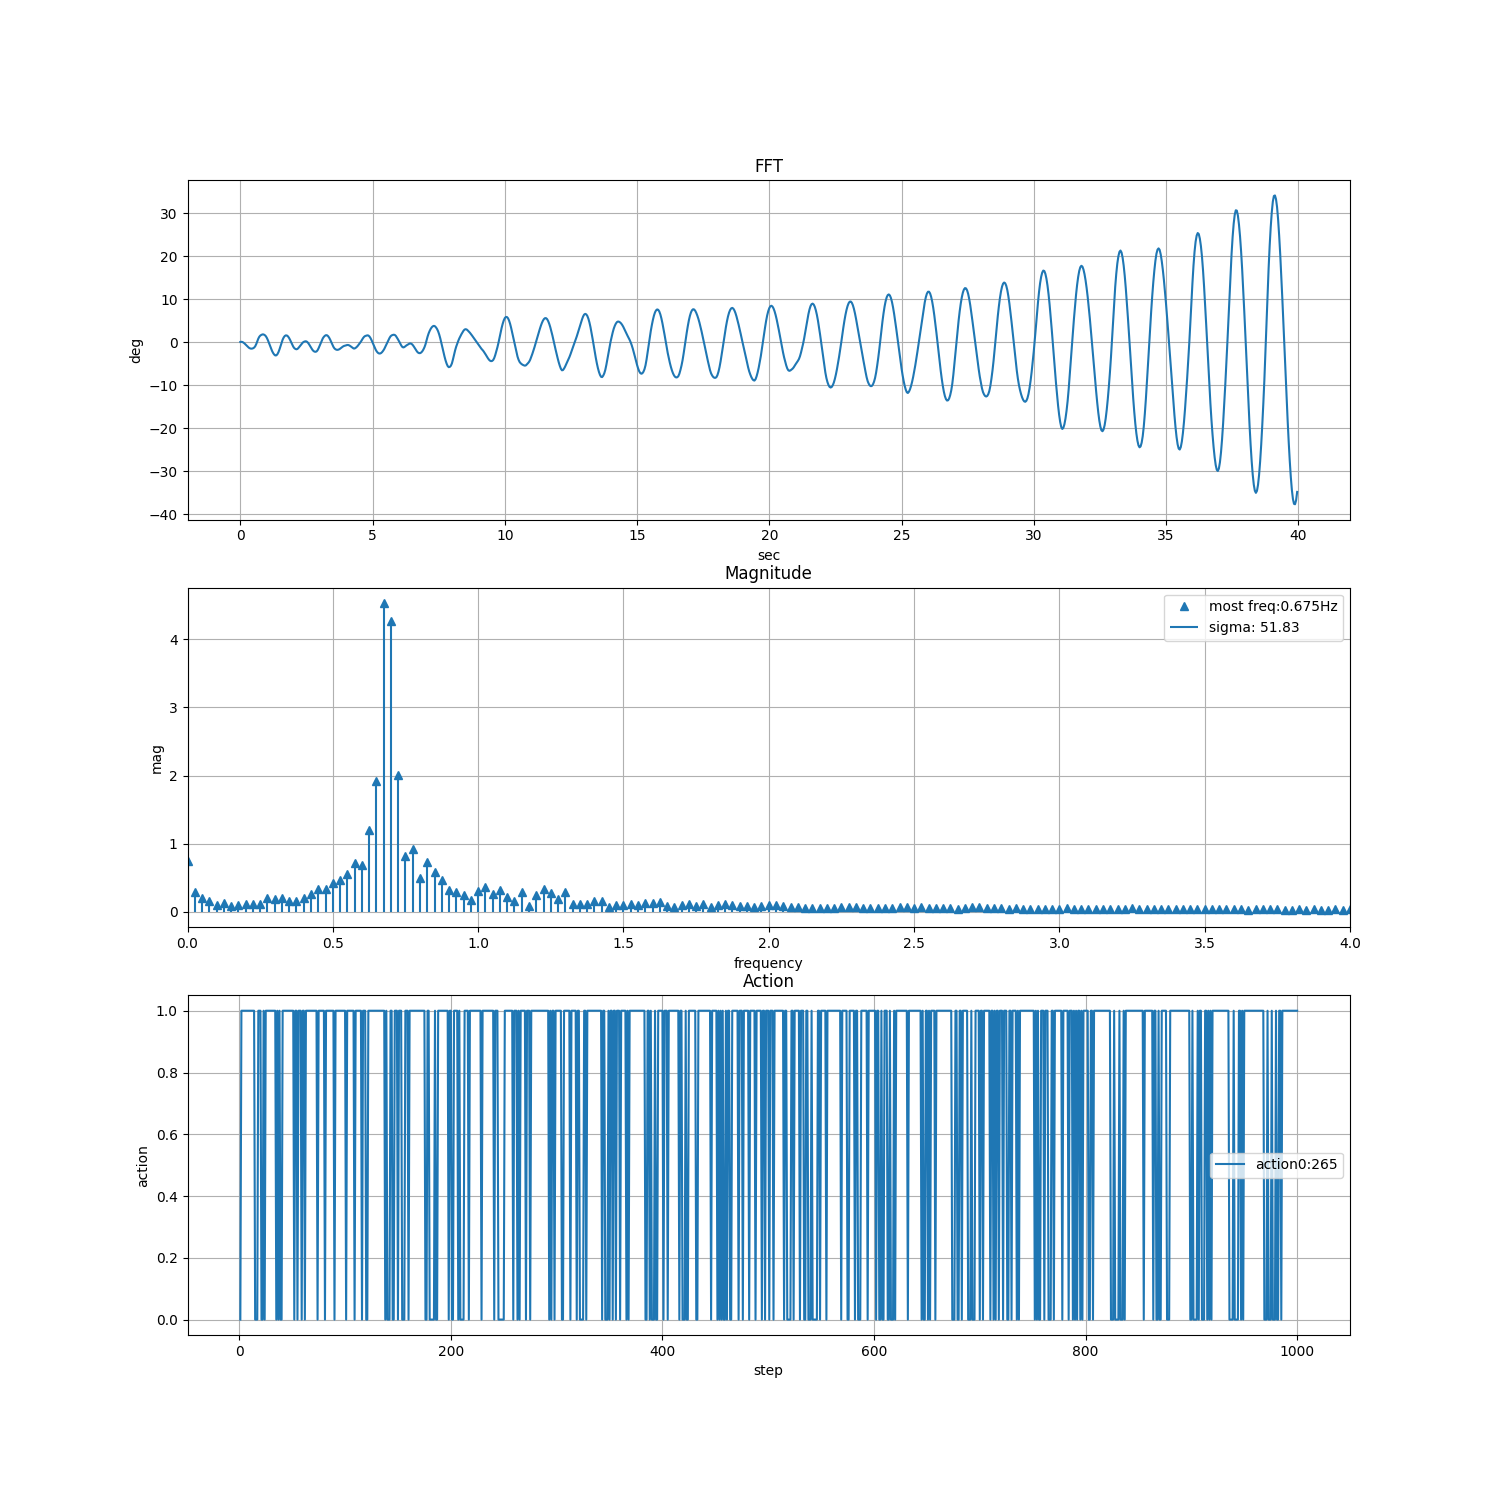 FFT
30
20
10
0
−10
−20
−30
−40
deg
0 5 10 15 20 25 30 35 40
sec
Magnitude
most freq:0.675Hz
sigma: 51.83
4
3
2
1
0
mag
0.0 0.5 1.0 1.5 2.0 2.5 3.0 3.5 4.0
frequency
Action
1.0
0.8
0.6
0.4
0.2
0.0
action
action0:265
0 200 400 600 800 1000
step